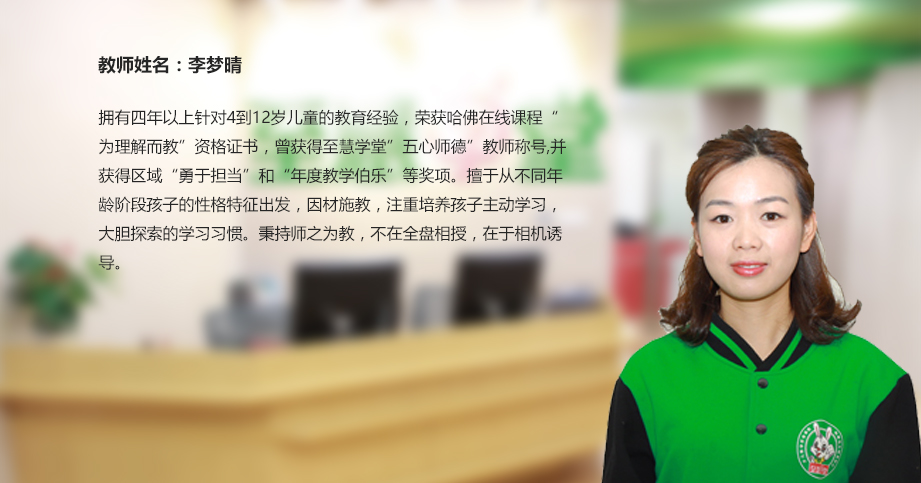 教师姓名：李梦晴
拥有四年以上针对4到12岁儿童的教育经验，荣获哈佛在线课程“
为理解而教”资格证书，曾获得至慧学堂”五心师德”教师称号,并
获得区域“勇于担当”和“年度教学伯乐”等奖项。擅于从不同年
龄阶段孩子的性格特征出发，因材施教，注重培养孩子主动学习，
大胆探索的学习习惯。秉持师之为教，不在全盘相授，在于相机诱
导。